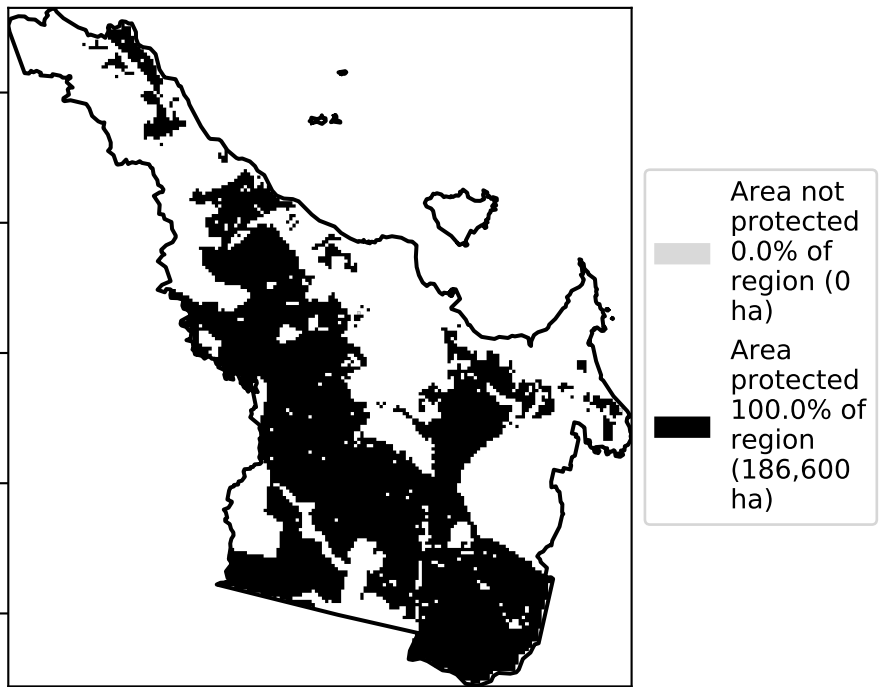 Area not
protected
0.0% of
region (0
ha)
Area
protected
100.0% of
region
(186,600
ha)